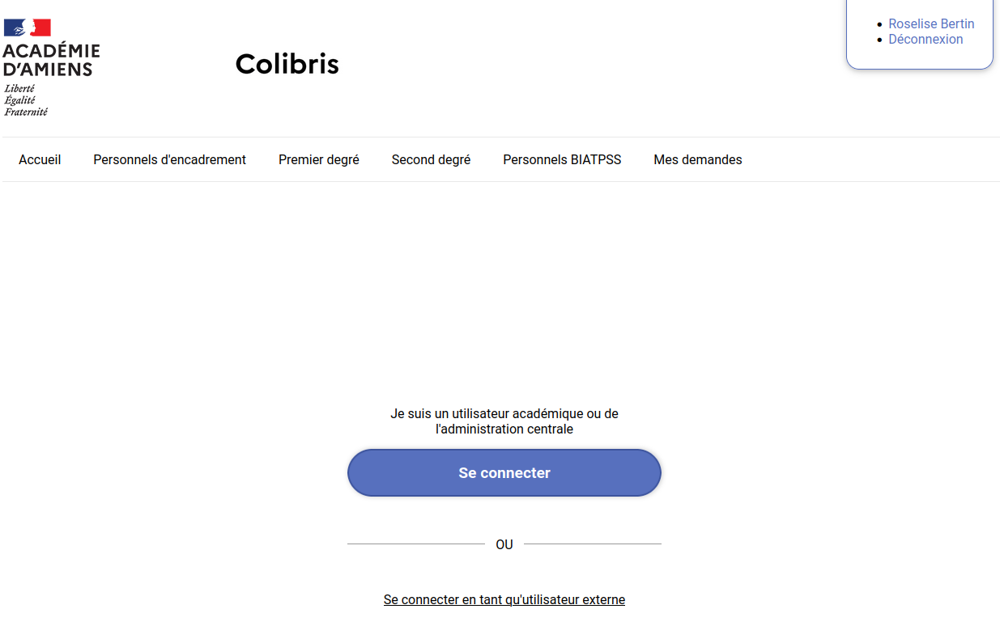 ACADÉMIE
D'AMIENS
Liberté
Égalité
Fraternité
Colibris
Roselise Bertin
Déconnexion
Accueil
Personnels d'encadrement
Premier degré
Second degré
Personnels BIATPSS
Mes demandes
Je suis un utilisateur académique ou de
l'administration centrale
Se connecter
OU
Se connecter en tant qu'utilisateur externe